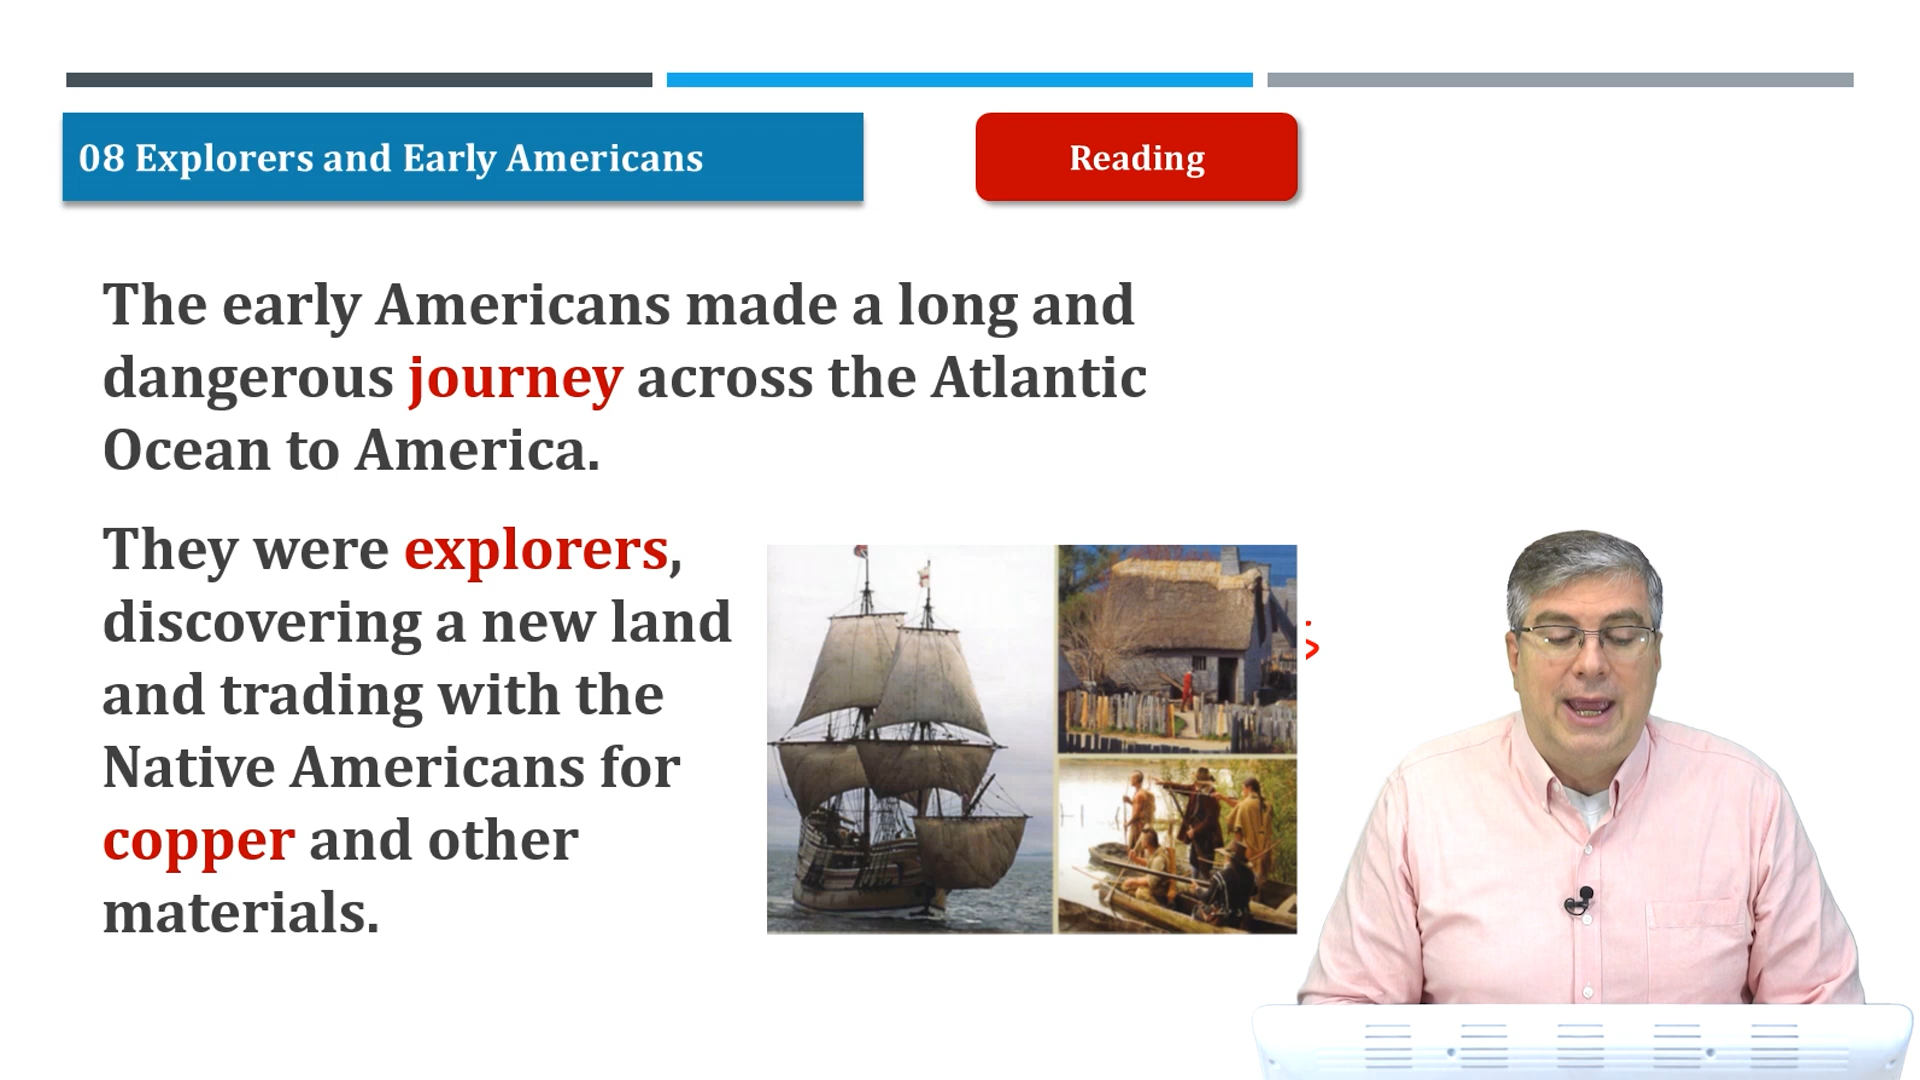 08 Explorers and Early Americans
Reading
The early Americans made a long and
dangerous journey across the Atlantic
Ocean to America.
They were explorers,
discovering a new land
and trading with the
Native Americans for
copper and other
materials.